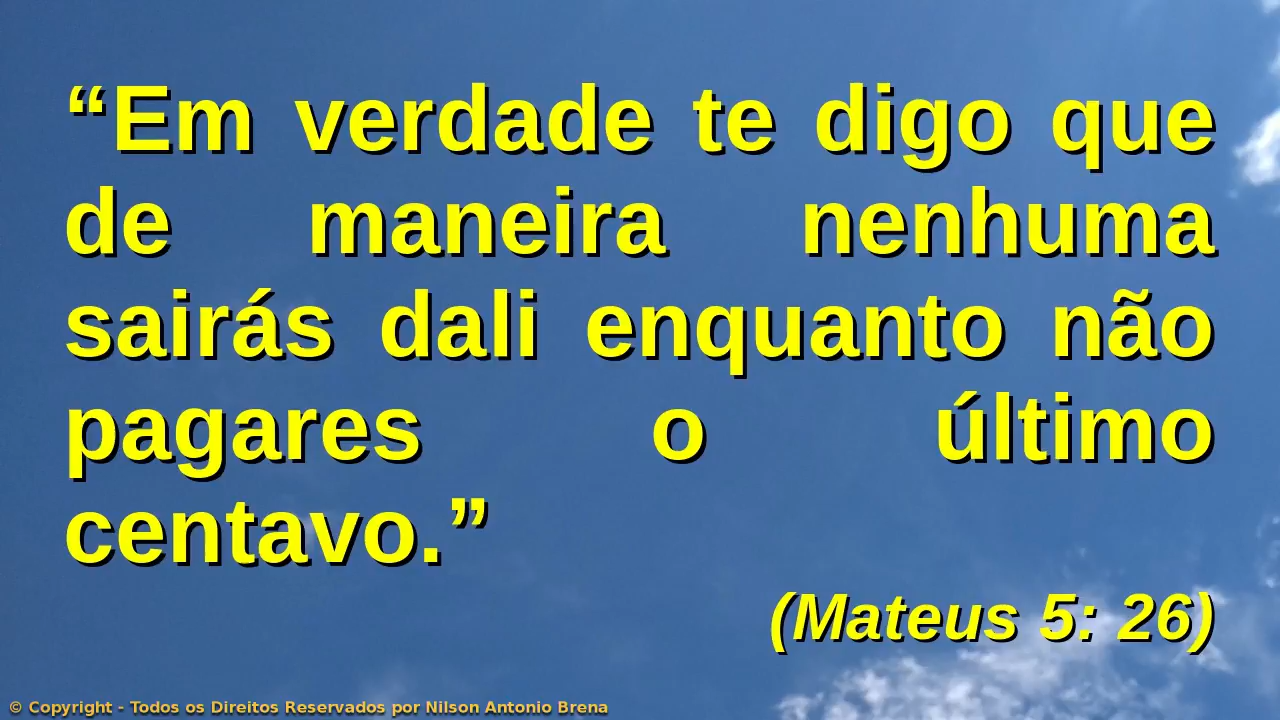 “Em verdade te digo que
de maneira nenhuma
sairás dali enquanto não
pagares o último
centavo.”
(Mateus 5: 26)
© Copyright - Todos os Direitos Reservados por Nilson Antonio Brena